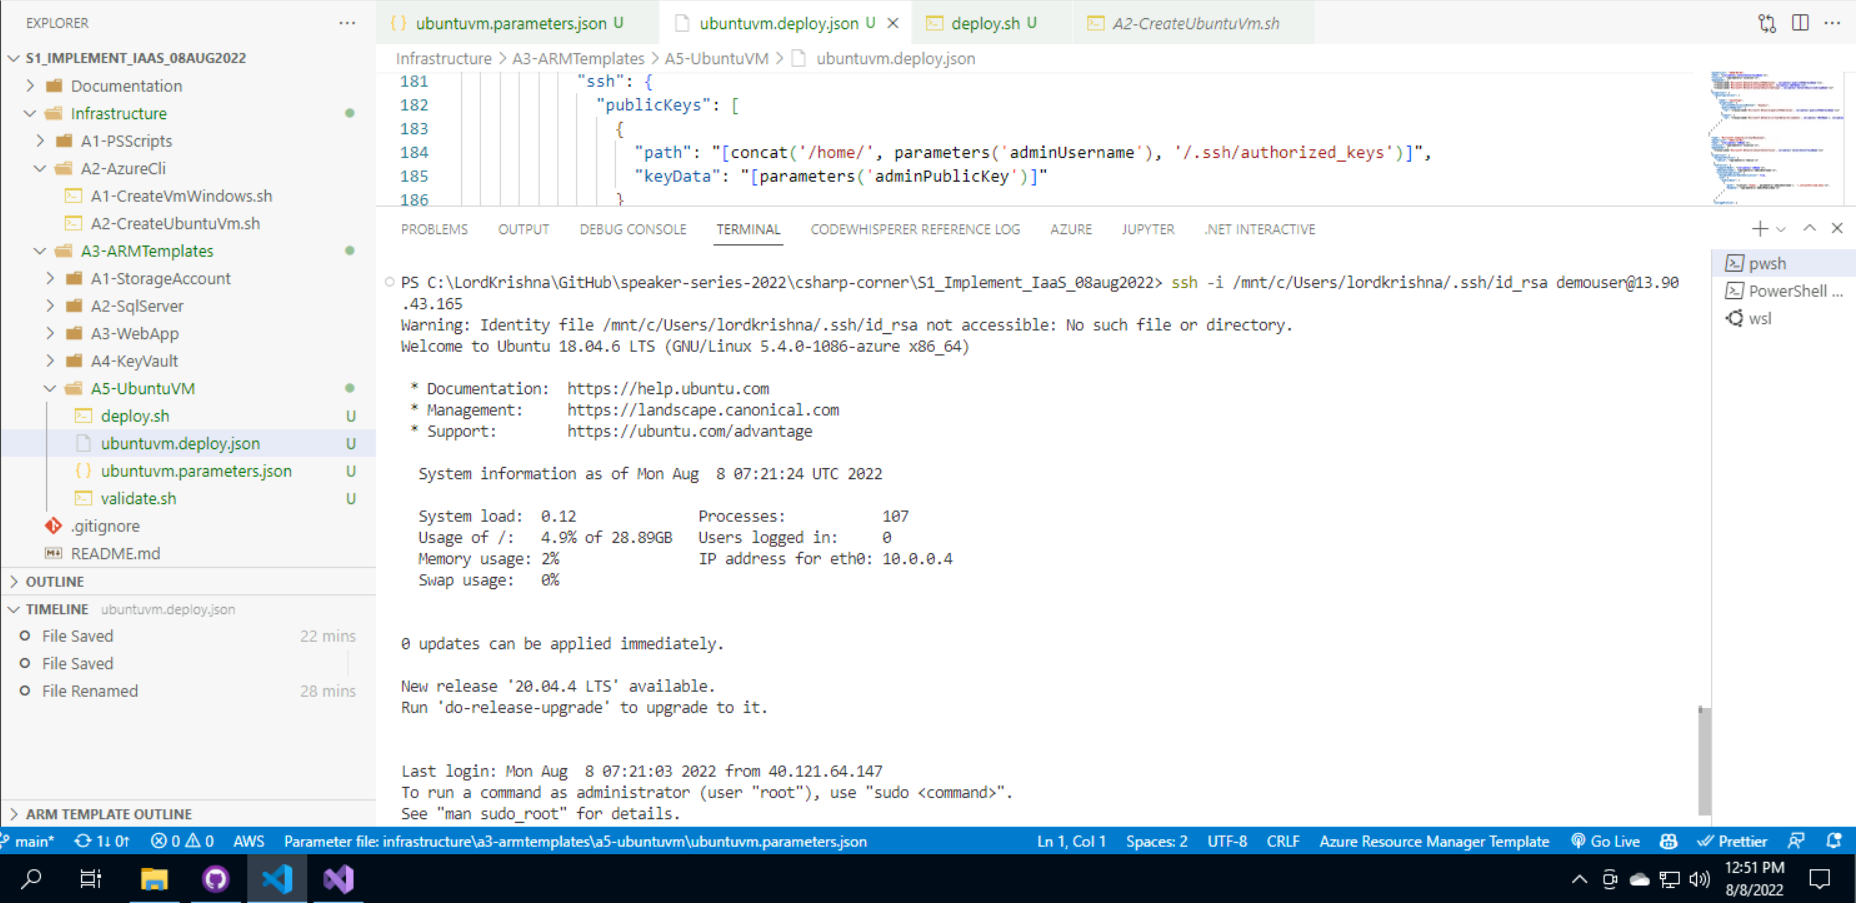 EXPLORER
S1_IMPLEMENT_IAAS_08AUG2022
Documentation
Infrastructure
A1-PSScripts
A2-AzureCli
A1-CreateVmWindows.sh
A2-CreateUbuntuVm.sh
A3-ARMTemplates
A1-StorageAccount
A2-SqlServer
A3-WebApp
A4-KeyVault
A5-UbuntuVM
deploy.sh U
ubuntuvm.deploy.json U
ubuntuvm.parameters.json U
validate.sh U
.gitignore
README.md
OUTLINE
TIMELINE ubuntuvm.deploy.json
File Saved 22 mins
File Saved
File Renamed 28 mins
ARM TEMPLATE OUTLINE
ubuntuvm.parameters.json U ubuntuvm.deploy.json U deploy.sh U A2-CreateUbuntuVm.sh
Infrastructure > A3-ARMTemplates > A5-UbuntuVM > ubuntuvm.deploy.json
181 "ssh": {
182 "publicKeys": [
183 {
184 "path": "[concat('/home/', parameters('adminUsername'), '/.ssh/authorized_keys')]",
185 "keyData": "[parameters('adminPublicKey')]"
186 }
PROBLEMS OUTPUT DEBUG CONSOLE TERMINAL CODEWHISPERER REFERENCE LOG AZURE JUPYTER .NET INTERACTIVE
PS C:\LordKrishna\GitHub\speaker-series-2022\csharp-corner\S1_Implement_IaaS_08aug2022> ssh -i /mnt/c/Users/lordkrishna/.ssh/id_rsa demouser@13.90
.43.165
Warning: Identity file /mnt/c/Users/lordkrishna/.ssh/id_rsa not accessible: No such file or directory.
Welcome to Ubuntu 18.04.6 LTS (GNU/Linux 5.4.0-1086-azure x86_64)
* Documentation: https://help.ubuntu.com
* Management: https://landscape.canonical.com
* Support: https://ubuntu.com/advantage
System information as of Mon Aug 8 07:21:24 UTC 2022
System load: 0.12 Processes: 107
Usage of /: 4.9% of 28.89GB Users logged in: 0
Memory usage: 2% IP address for eth0: 10.0.0.4
Swap usage: 0%
0 updates can be applied immediately.
New release '20.04.4 LTS' available.
Run 'do-release-upgrade' to upgrade to it.
Last login: Mon Aug 8 07:21:03 2022 from 40.121.64.147
To run a command as administrator (user "root"), use "sudo <command>".
See "man sudo_root" for details.
pwsh
PowerShell ...
wsl
main* 1↓ 0↑ 0 0 AWS Parameter file: infrastructure\a3-armtemplates\a5-ubuntuvm\ubuntuvm.parameters.json Ln 1, Col 1 Spaces: 2 UTF-8 CRLF Azure Resource Manager Template Go Live Prettier
12:51 PM
8/8/2022